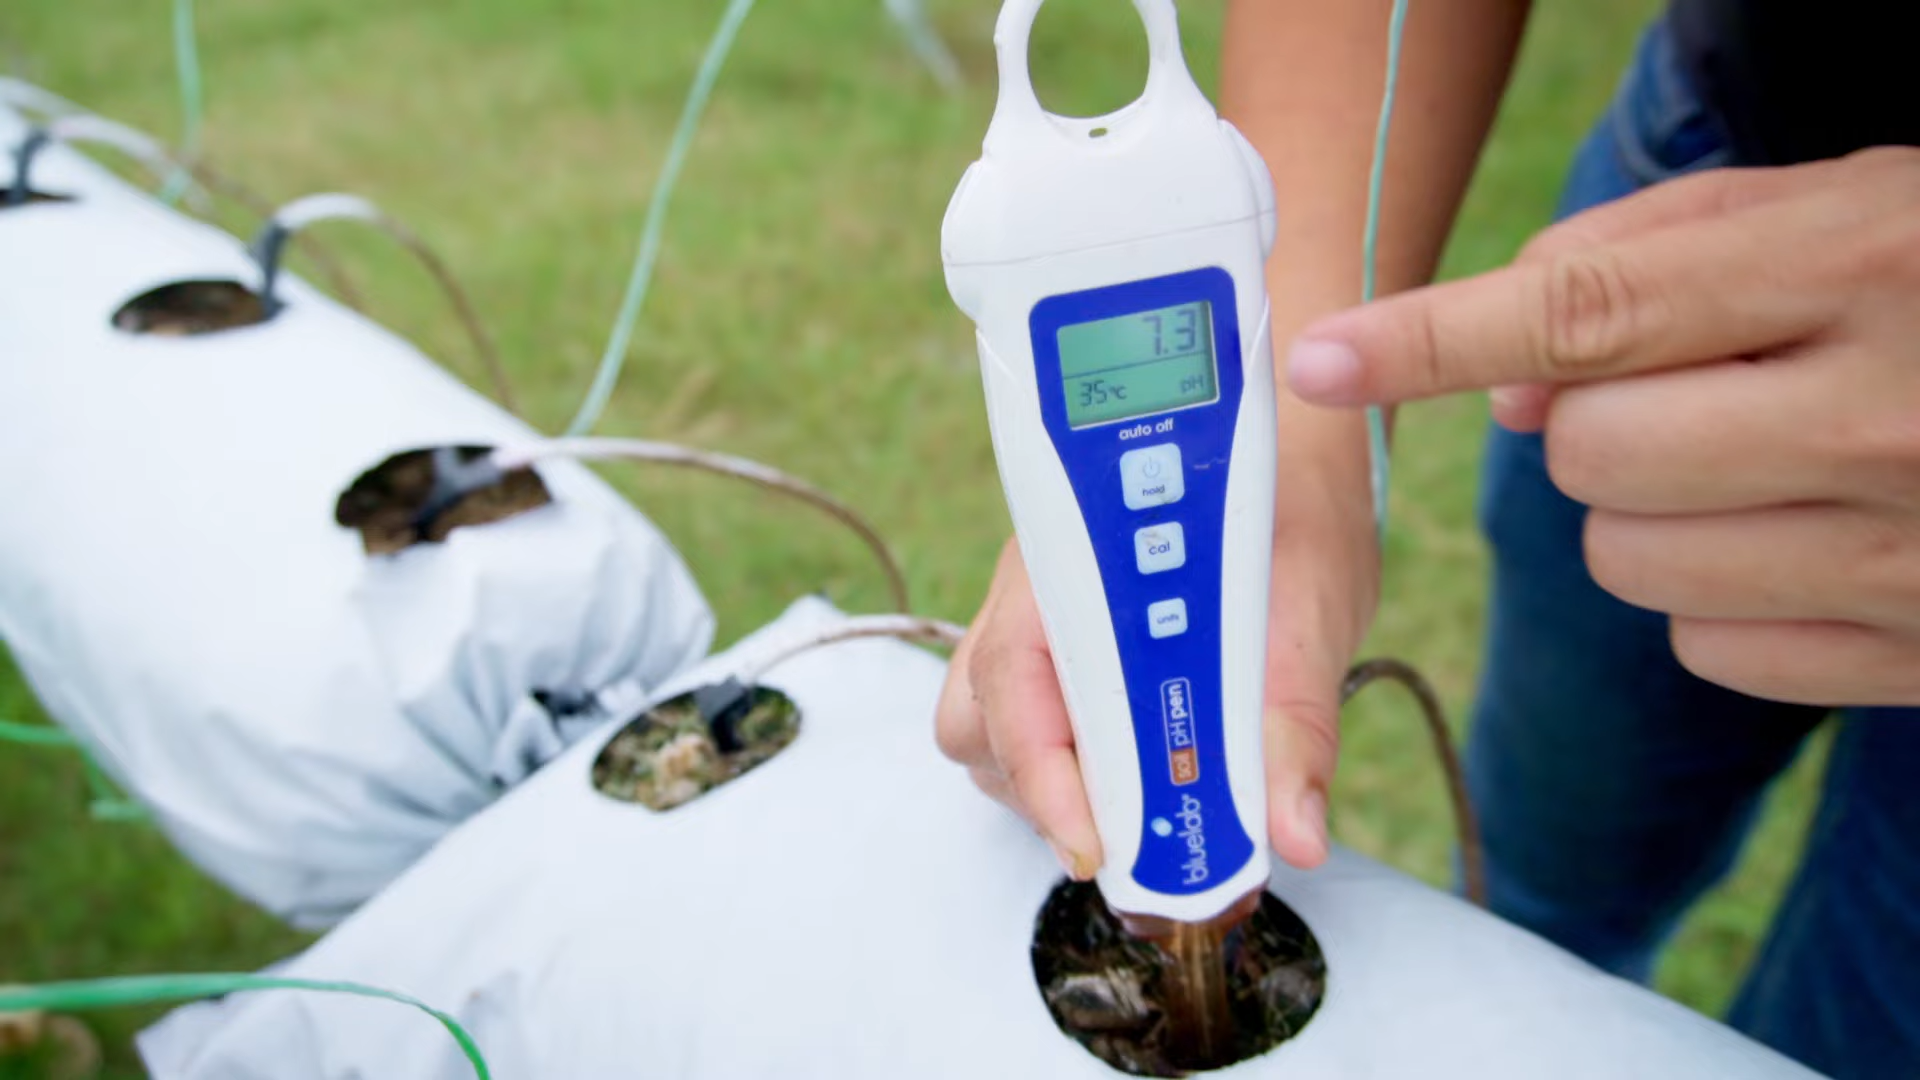 7.3
35°C pH
auto off
hold
cal
units
soil pH pen
bluelab